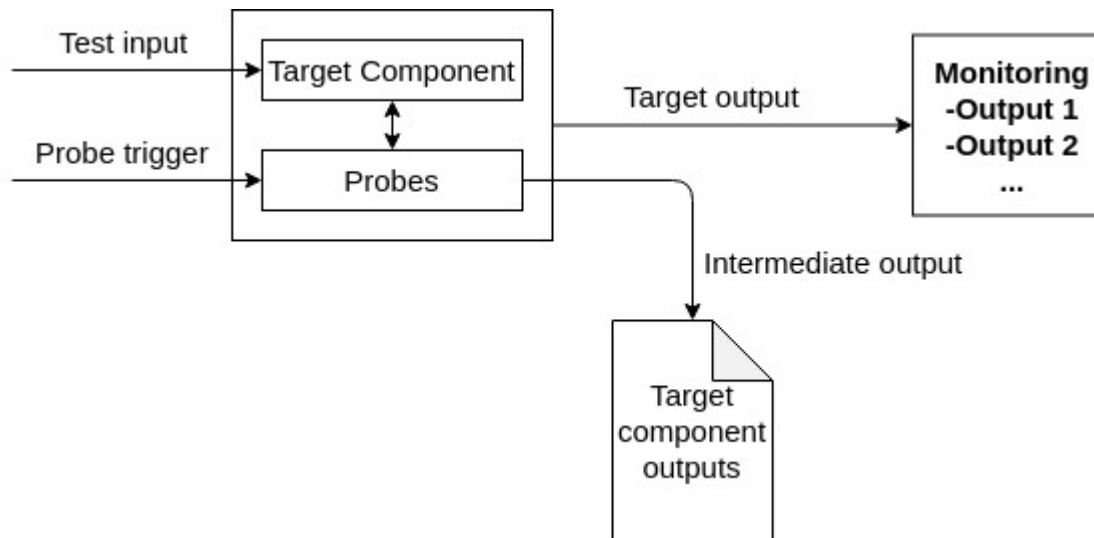 Test input
Target Component
Probe trigger
Probes
Target output
Monitoring
-Output 1
-Output 2
...
Intermediate output
Target
component
outputs